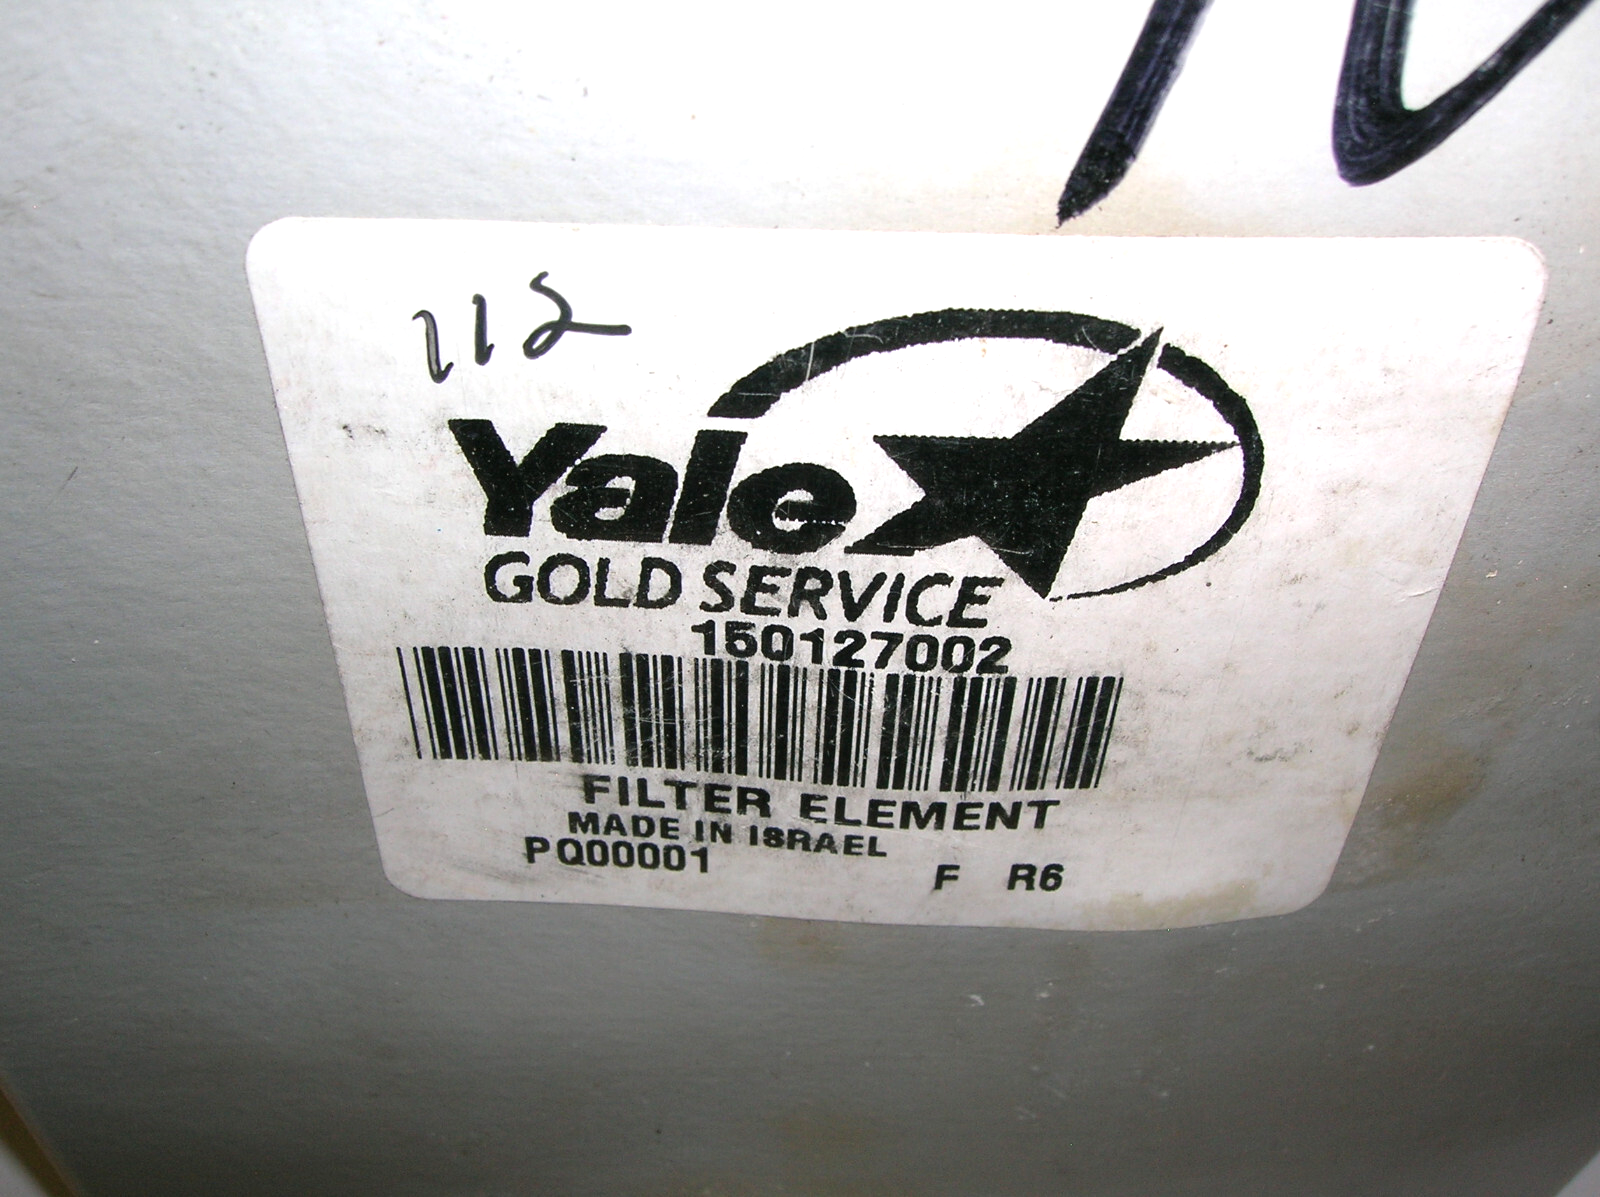 112
Yale
GOLD SERVICE
150127002
FILTER ELEMENT
MADE IN ISRAEL
PQ00001
F R6